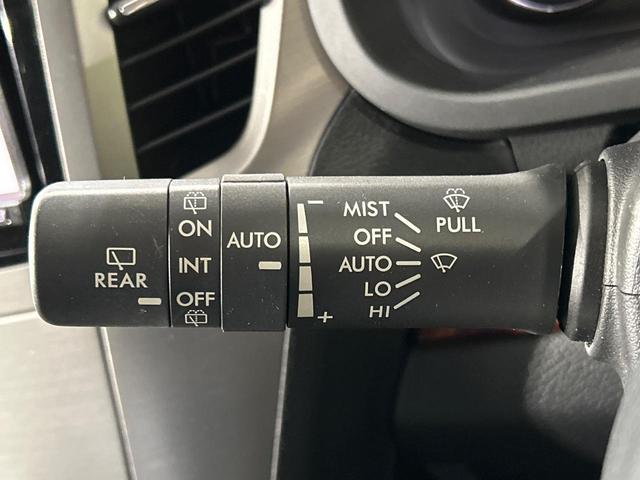 REAR
ON
INT
OFF
AUTO
−
+
MIST
OFF
AUTO
LO
HI
PULL